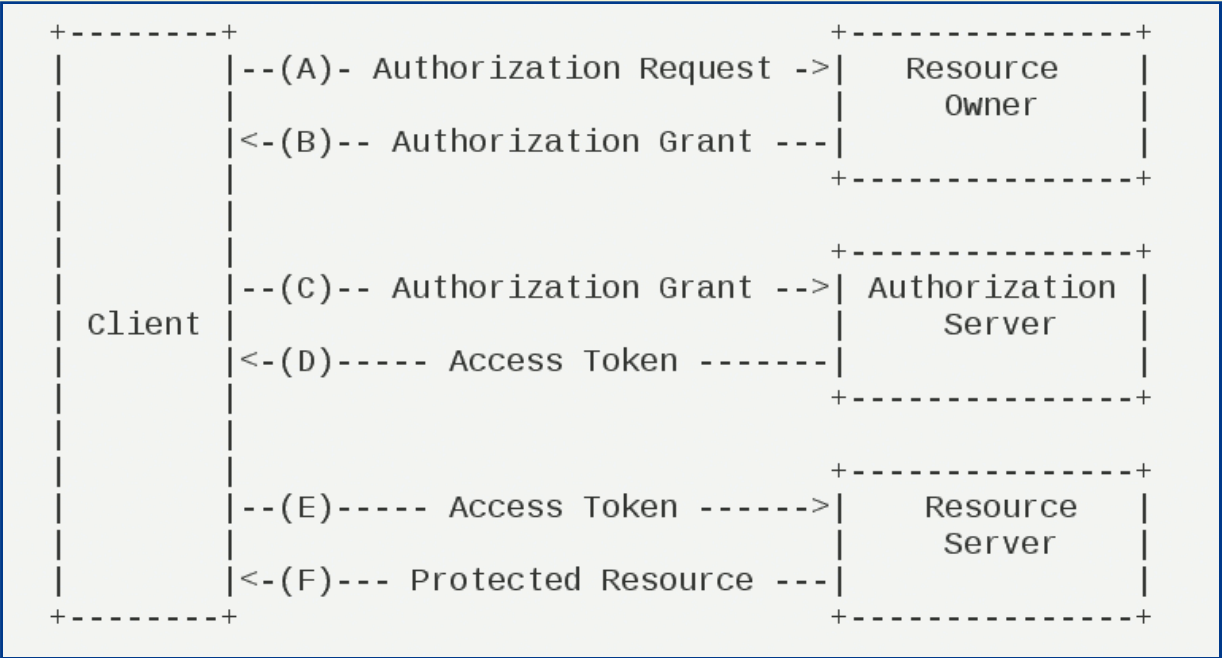 +--------+                               +---------------+
|        |--(A)- Authorization Request ->|   Resource    |
|        |                               |     Owner     |
|        |<-(B)-- Authorization Grant ---|               |
|        |                               +---------------+
|        |
|        |                               +---------------+
|        |--(C)-- Authorization Grant -->| Authorization |
| Client |                               |     Server    |
|        |<-(D)----- Access Token -------|               |
|        |                               +---------------+
|        |
|        |                               +---------------+
|        |--(E)----- Access Token ------>|    Resource   |
|        |                               |     Server    |
|        |<-(F)--- Protected Resource ---|               |
+--------+                               +---------------+